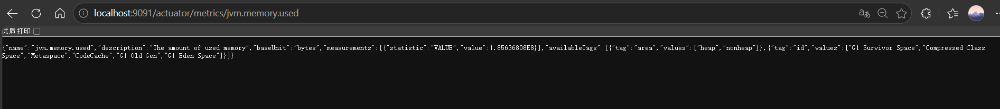 localhost:9091/actuator/metrics/jvm.memory.used
优质打印
{"name":"jvm.memory.used","description":"The amount of used memory","baseUnit":"bytes","measurements":[{"statistic":"VALUE","value":1.85636808E8}],"availableTags":[{"tag":"area","values":["heap","nonheap"]},{"tag":"id","values":["G1 Survivor Space","Compressed Class
Space","Metaspace","CodeCache","G1 Old Gen","G1 Eden Space"]}]}